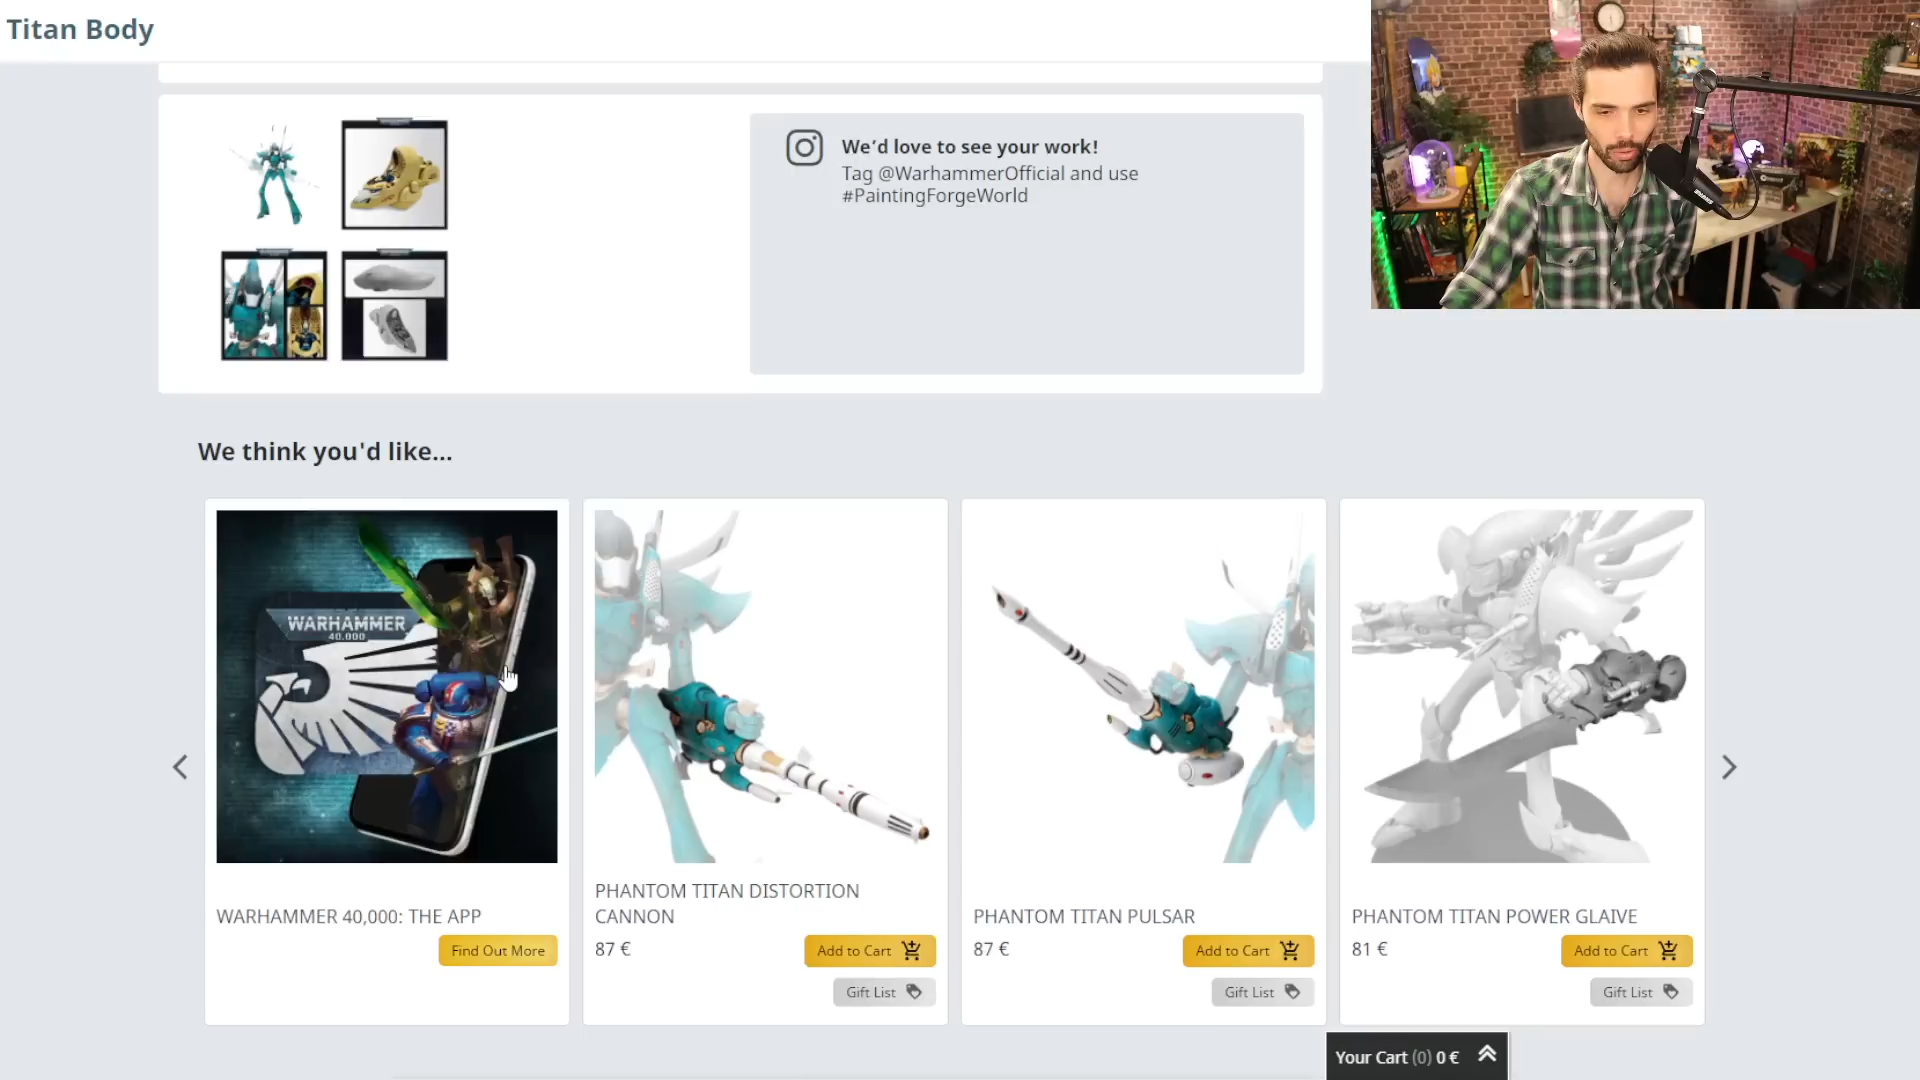 Titan Body
We'd love to see your work!
Tag @WarhammerOfficial and use
#PaintingForgeWorld
We think you'd like...
WARHAMMER
40,000
WARHAMMER 40,000: THE APP
Find Out More
PHANTOM TITAN DISTORTION
CANNON
87 €
Add to Cart
Gift List
PHANTOM TITAN PULSAR
87 €
Add to Cart
Gift List
PHANTOM TITAN POWER GLAIVE
81 €
Add to Cart
Gift List
Your Cart (0) 0 €